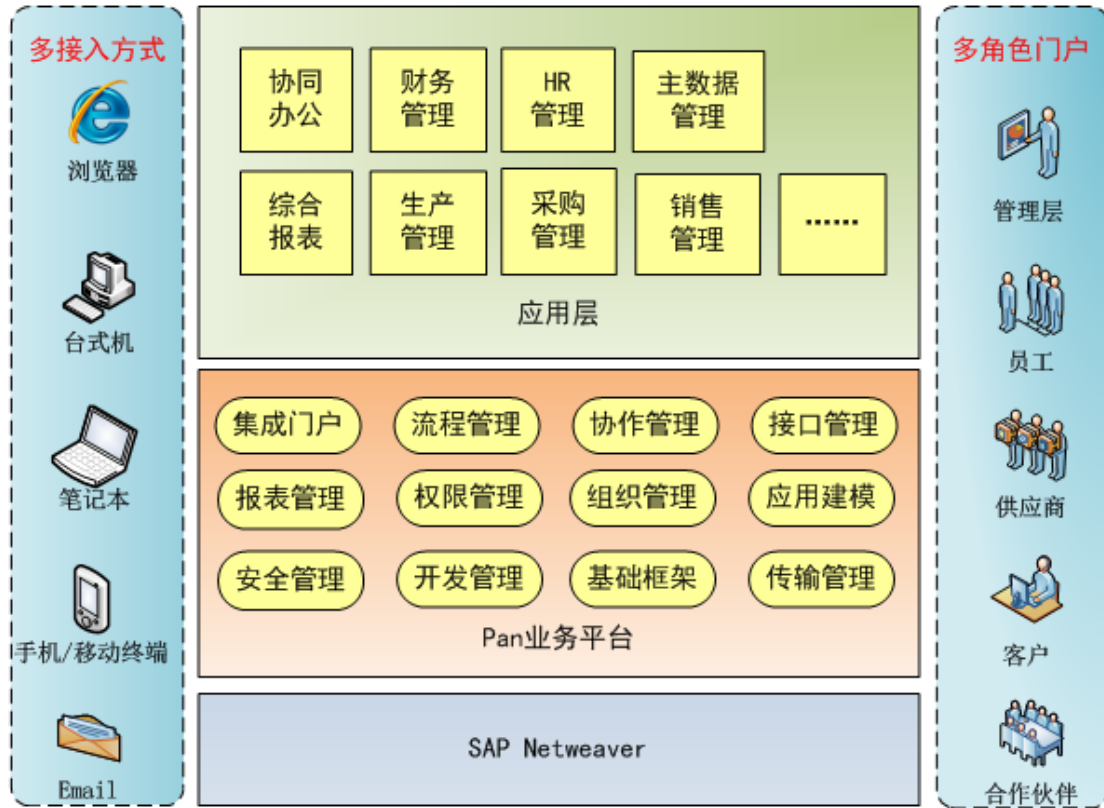 多接入方式
浏览器
台式机
笔记本
手机/移动终端
Email
协同
办公
财务
管理
HR
管理
主数据
管理
综合
报表
生产
管理
采购
管理
销售
管理
……
应用层
集成门户
流程管理
协作管理
接口管理
报表管理
权限管理
组织管理
应用建模
安全管理
开发管理
基础框架
传输管理
Pan业务平台
SAP Netweaver
多角色门户
管理层
员工
供应商
客户
合作伙伴